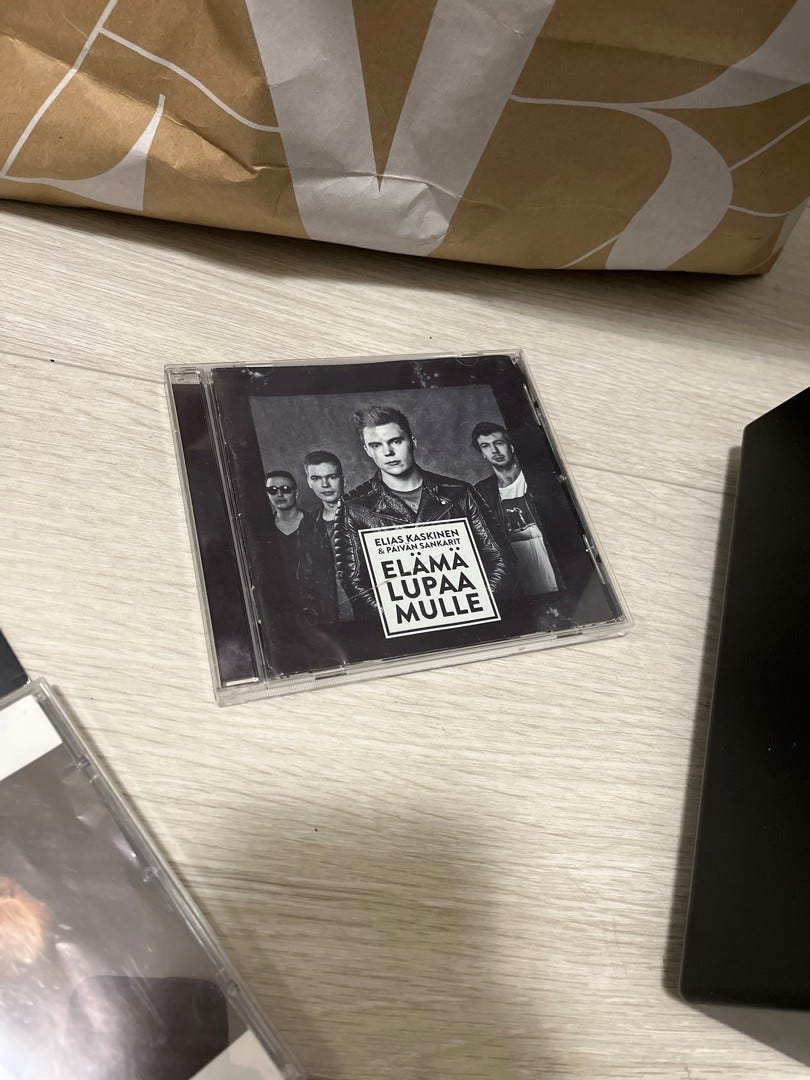 ELIAS KASKINEN
& PÄIVÄN SANKARIT
ELÄMÄ
LUPAA
MULLE